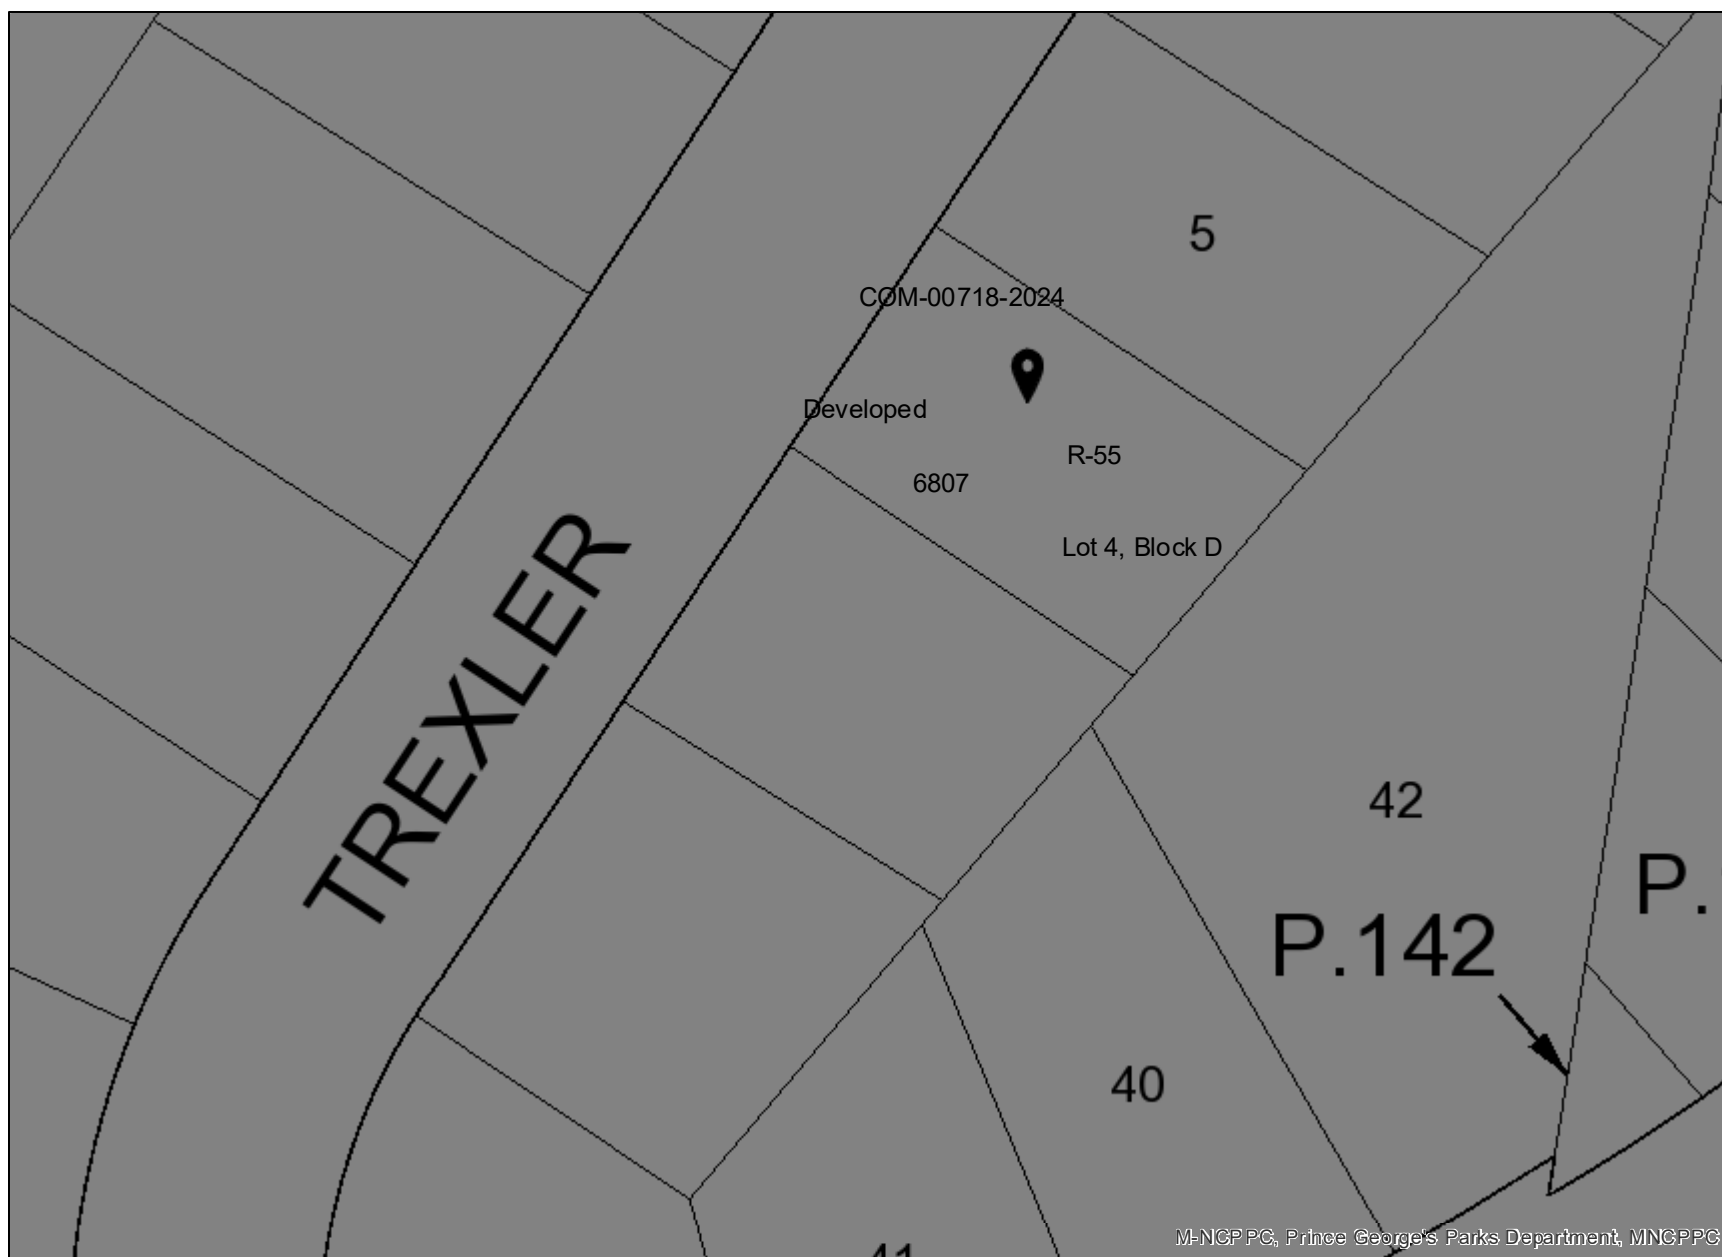 5
COM-00718-2024
Developed
R-55
6807
Lot 4, Block D
TREXLER
42
P.
P.142
40
41
M-NCPPC, Prince George's Parks Department, MNCPPC